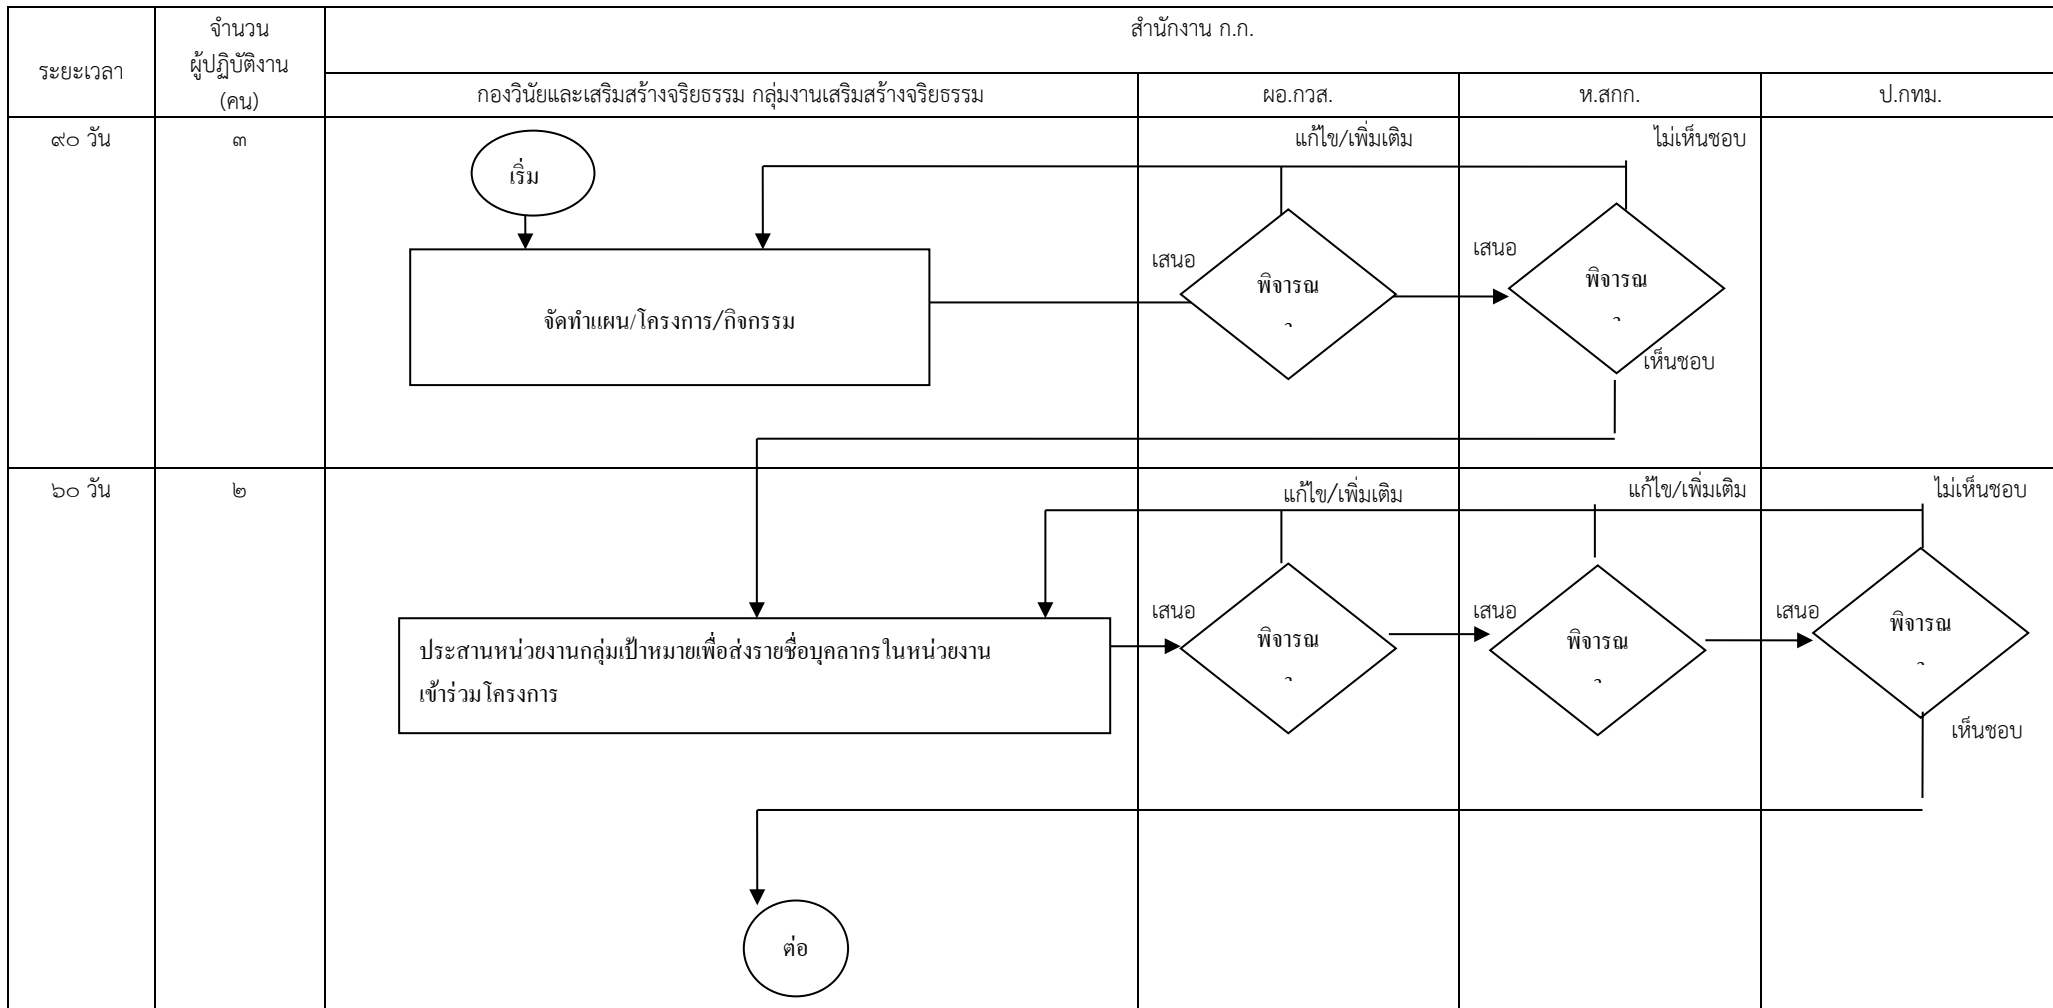 ระยะเวลา
จำนวน
ผู้ปฏิบัติงาน
(คน)
สำนักงาน ก.ก.
กองวินัยและเสริมสร้างจริยธรรม กลุ่มงานเสริมสร้างจริยธรรม
ผอ.กวส.
ห.สกก.
ป.กทม.
๙๐ วัน
๓
เริ่ม
แก้ไข/เพิ่มเติม
ไม่เห็นชอบ
จัดทำแผน/โครงการ/กิจกรรม
เสนอ
พิจารณ
เสนอ
พิจารณ
เห็นชอบ
๖๐ วัน
๒
แก้ไข/เพิ่มเติม
แก้ไข/เพิ่มเติม
ไม่เห็นชอบ
ประสานหน่วยงานกลุ่มเป้าหมายเพื่อส่งรายชื่อบุคลากรในหน่วยงาน
เข้าร่วมโครงการ
เสนอ
พิจารณ
เสนอ
พิจารณ
เสนอ
พิจารณ
เห็นชอบ
ต่อ